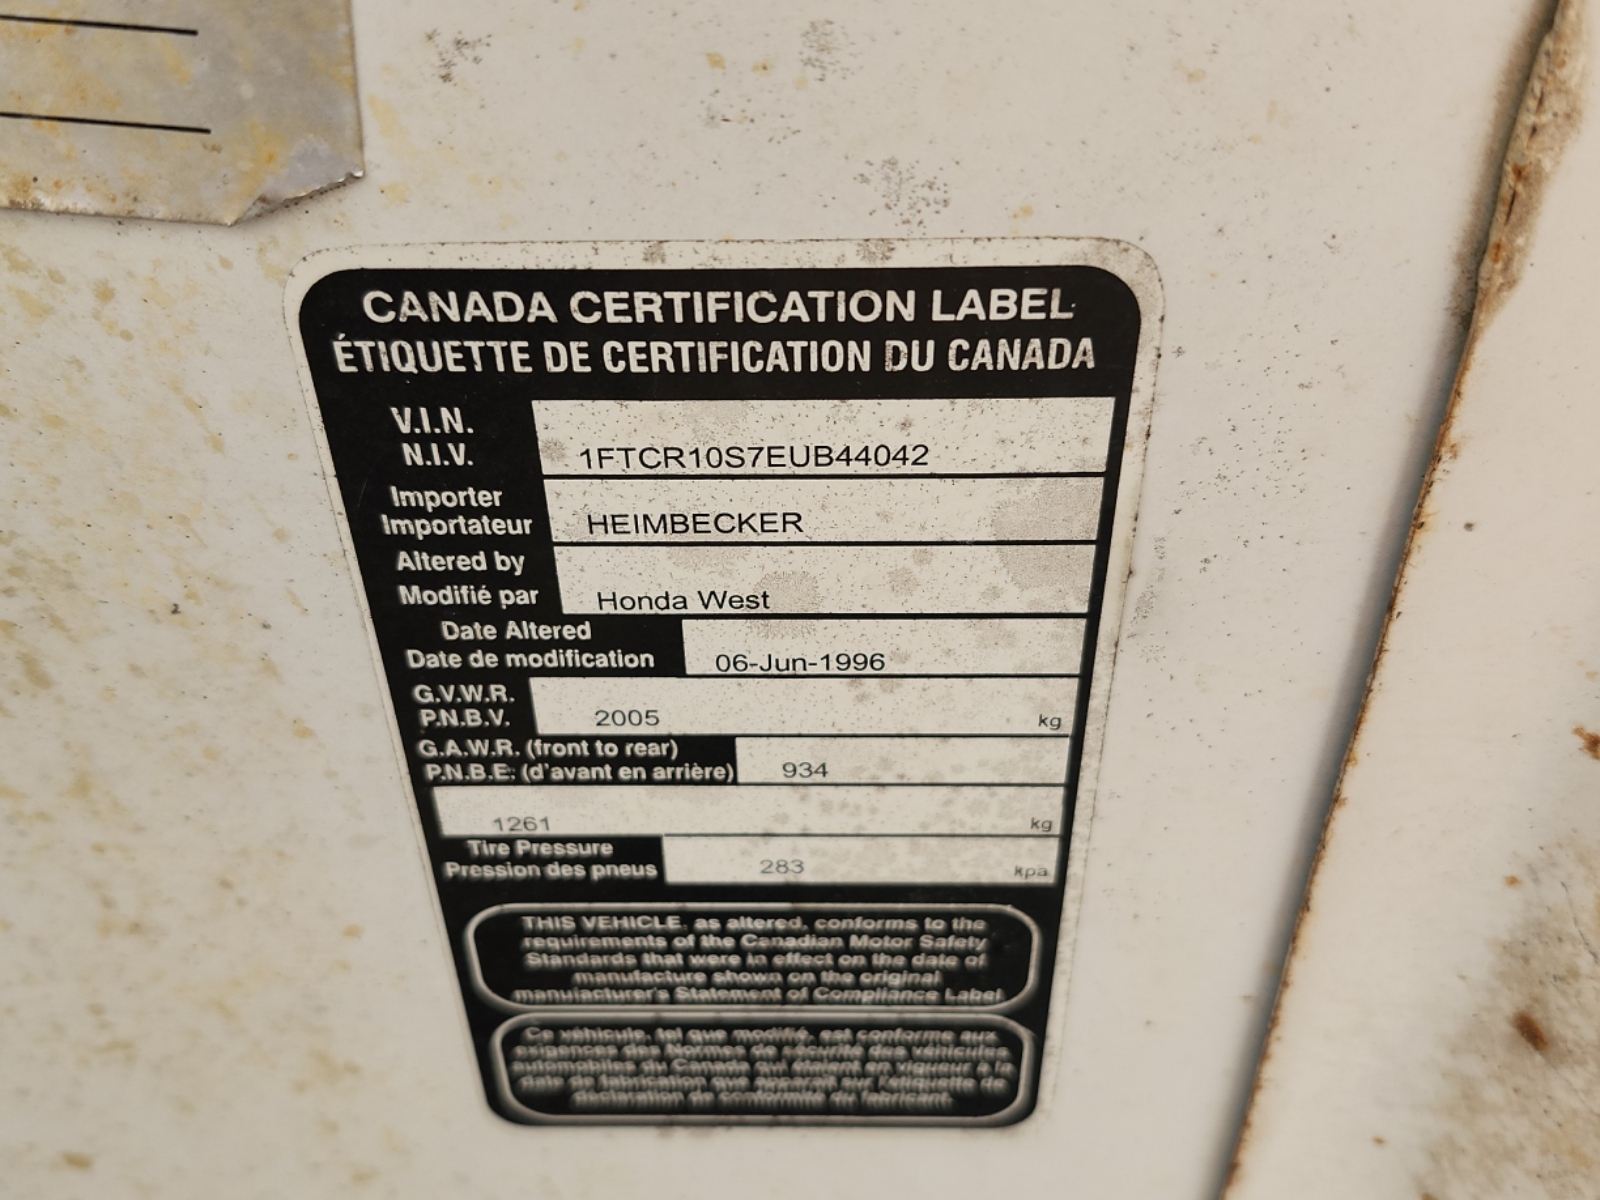 CANADA CERTIFICATION LABEL
ÉTIQUETTE DE CERTIFICATION DU CANADA
V.I.N.
N.I.V.
1FTCR10S7EUB44042
Importer
Importateur
HEIMBECKER
Altered by
Modifié par
Honda West
Date Altered
Date de modification
06-Jun-1996
G.V.W.R.
P.N.B.V.
2005 kg
G.A.W.R. (front to rear)
P.N.B.E. (d'avant en arrière)
934
1261 kg
Tire Pressure
Pression des pneus
283 kpa
THIS VEHICLE, as altered, conforms to the
requirements of the Canadian Motor Safety
Standards that were in effect on the date of
manufacture shown on the original
manufacturer's Statement of Compliance Label
Ce véhicule, tel que modifié, est conforme aux
exigences des Normes de sécurité des véhicules
automobiles du Canada qui étaient en vigueur à la
date de fabrication que apparaît sur l'étiquette de
déclaration de conformité du fabricant.